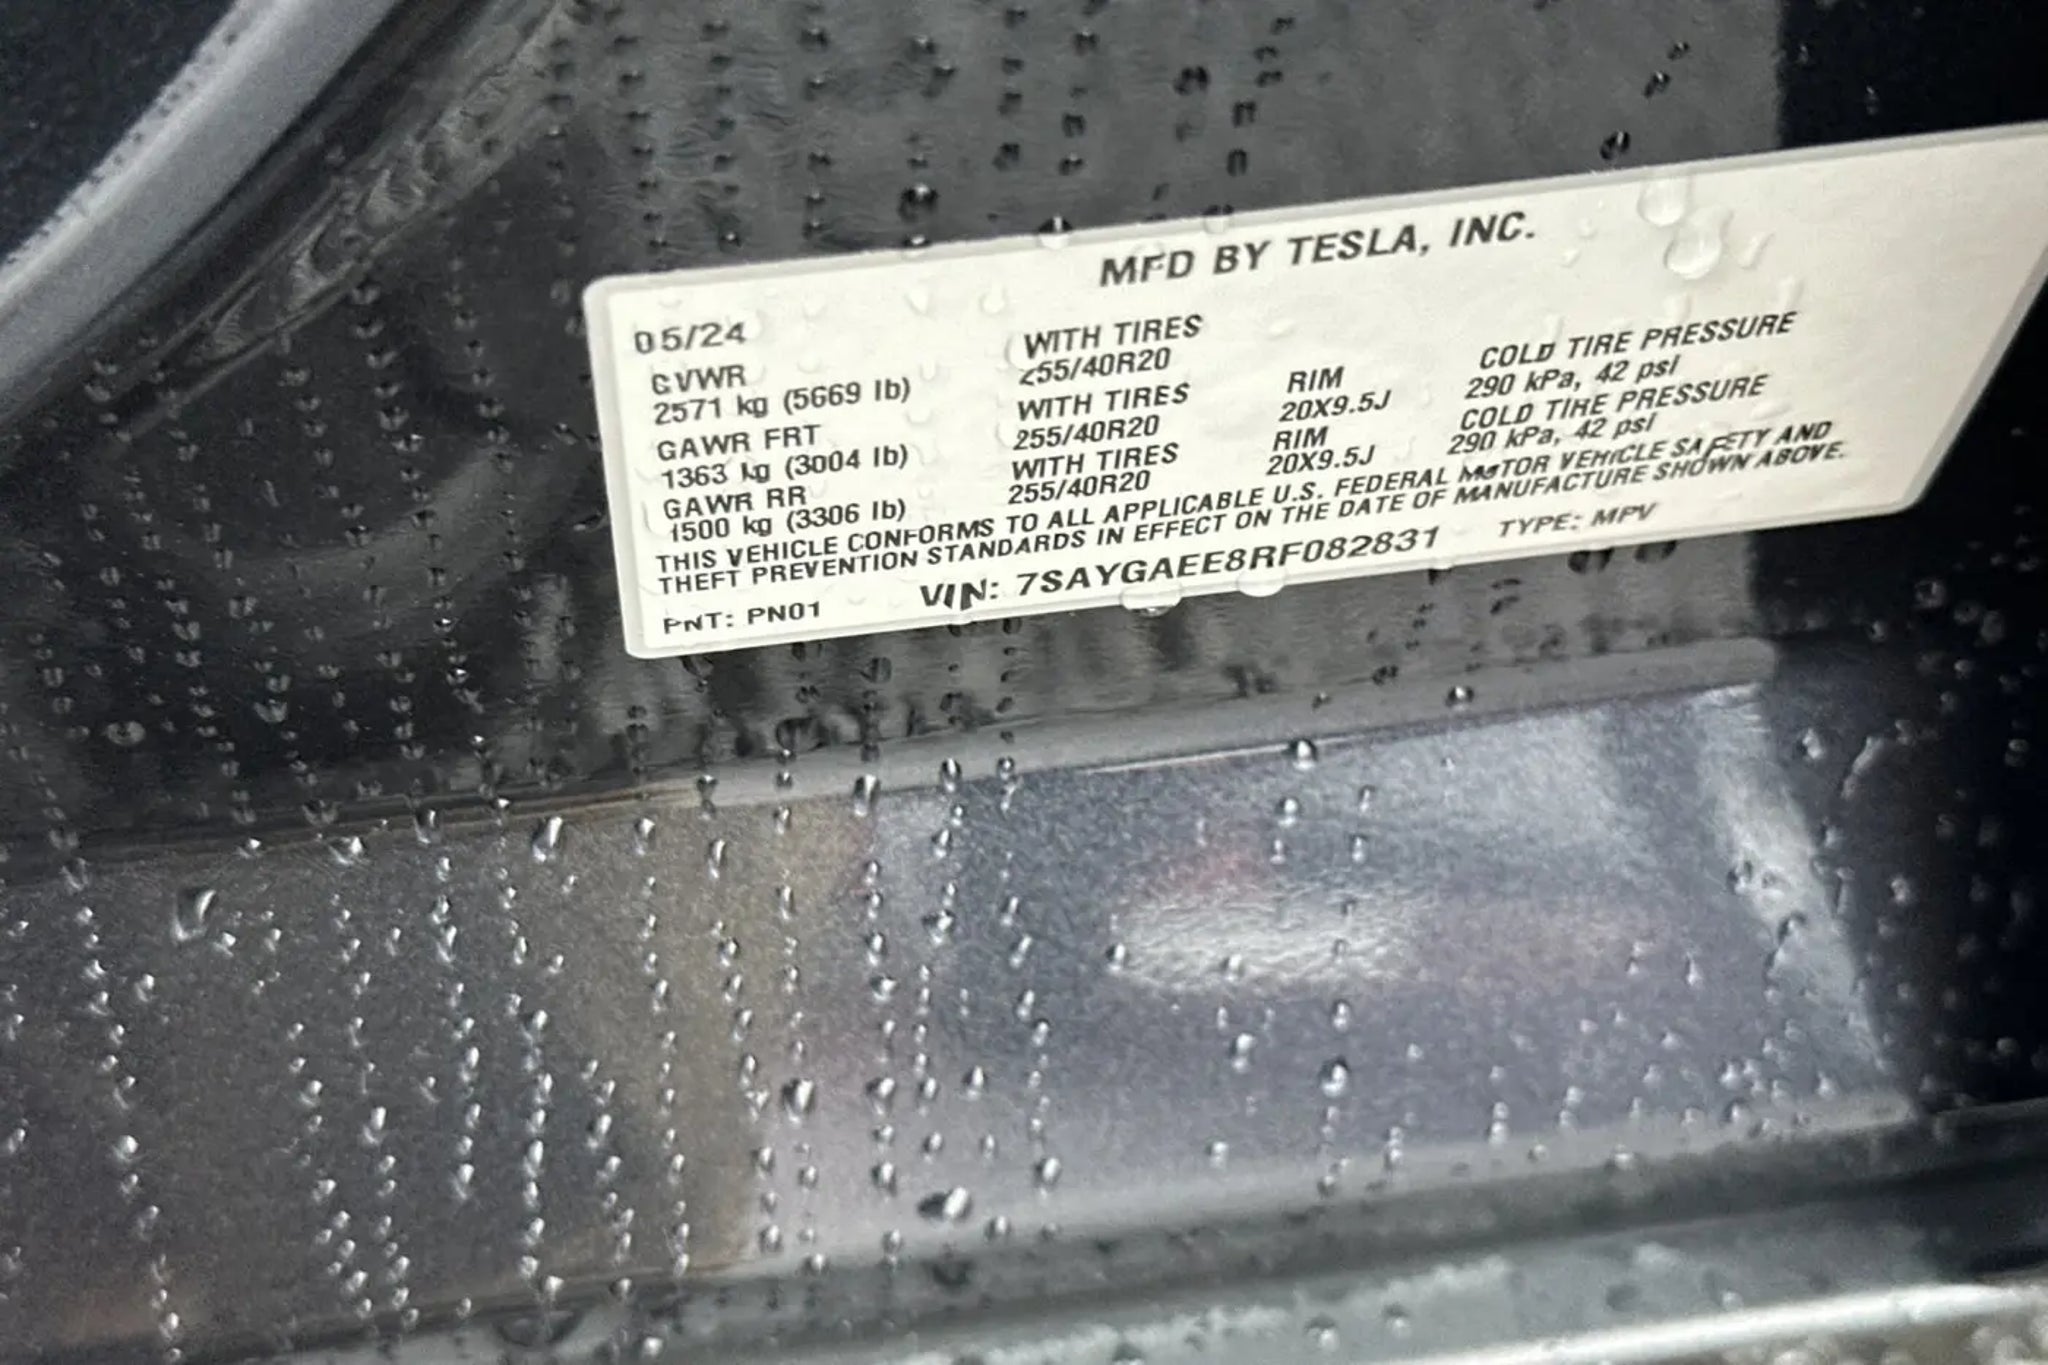 MFD BY TESLA, INC.
05/24
GVWR
2571 kg (5669 lb)
WITH TIRES
255/40R20
GAWR FRT
1363 kg (3004 lb)
WITH TIRES
255/40R20
RIM
20X9.5J
COLD TIRE PRESSURE
290 kPa, 42 psi
GAWR RR
1500 kg (3306 lb)
WITH TIRES
255/40R20
RIM
20X9.5J
COLD TIRE PRESSURE
290 kPa, 42 psi
THIS VEHICLE CONFORMS TO ALL APPLICABLE U.S. FEDERAL MOTOR VEHICLE SAFETY AND
THEFT PREVENTION STANDARDS IN EFFECT ON THE DATE OF MANUFACTURE SHOWN ABOVE.
PNT: PN01 VIN: 7SAYGAEE8RF082831 TYPE: MPV